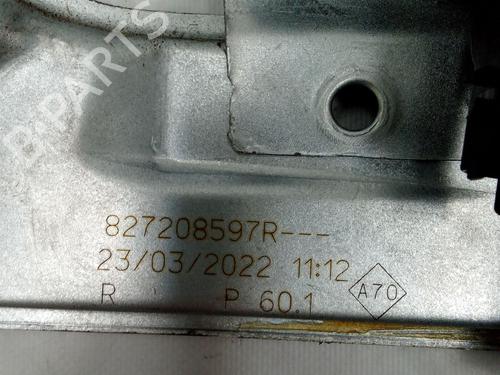 B-PARTS
827208597R---
23/03/2022 11:12
R P 60.1 A70